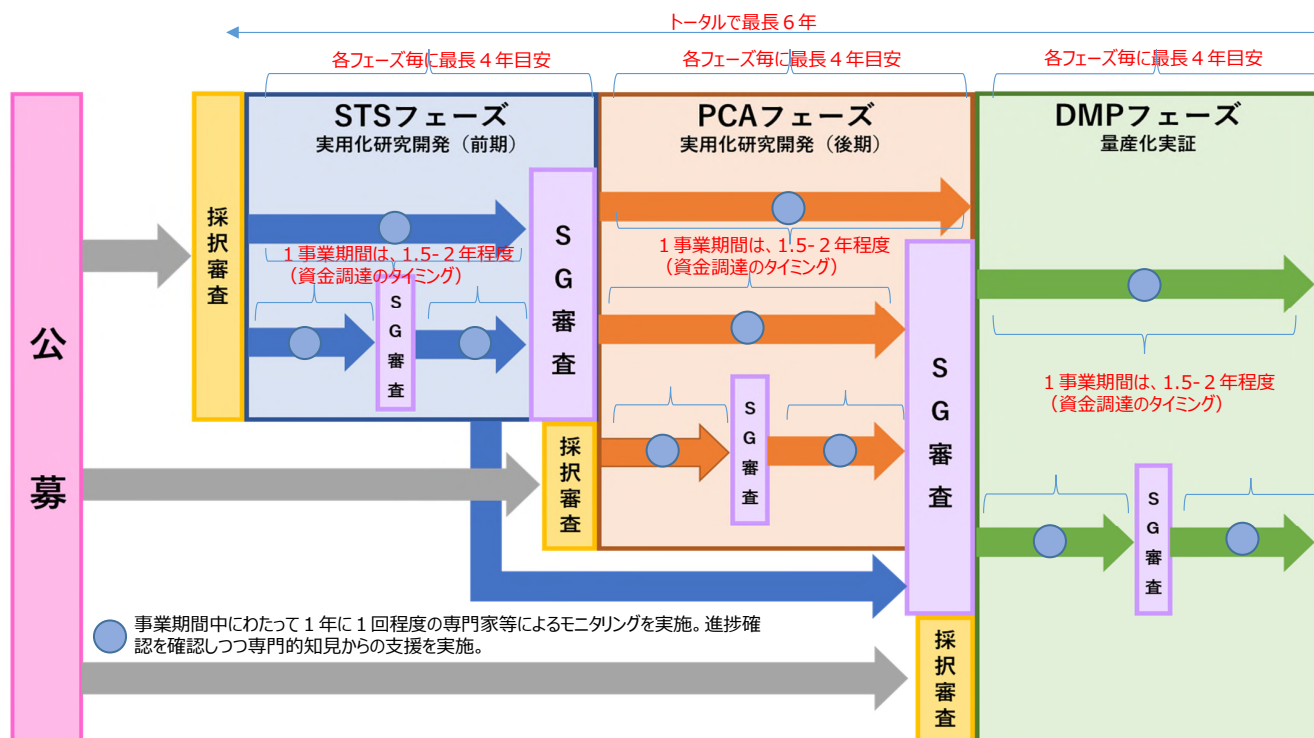 トータルで最長６年
各フェーズ毎に最長４年目安
各フェーズ毎に最長４年目安
各フェーズ毎に最長４年目安
公募
採択審査
STSフェーズ
実用化研究開発（前期）
１事業期間は、1.5-２年程度
（資金調達のタイミング）
SG審査
SG審査
採択審査
PCAフェーズ
実用化研究開発（後期）
１事業期間は、1.5-２年程度
（資金調達のタイミング）
SG審査
SG審査
採択審査
DMPフェーズ
量産化実証
１事業期間は、1.5-２年程度
（資金調達のタイミング）
SG審査
事業期間中にわたって１年に１回程度の専門家等によるモニタリングを実施。進捗確
認を確認しつつ専門的知見からの支援を実施。